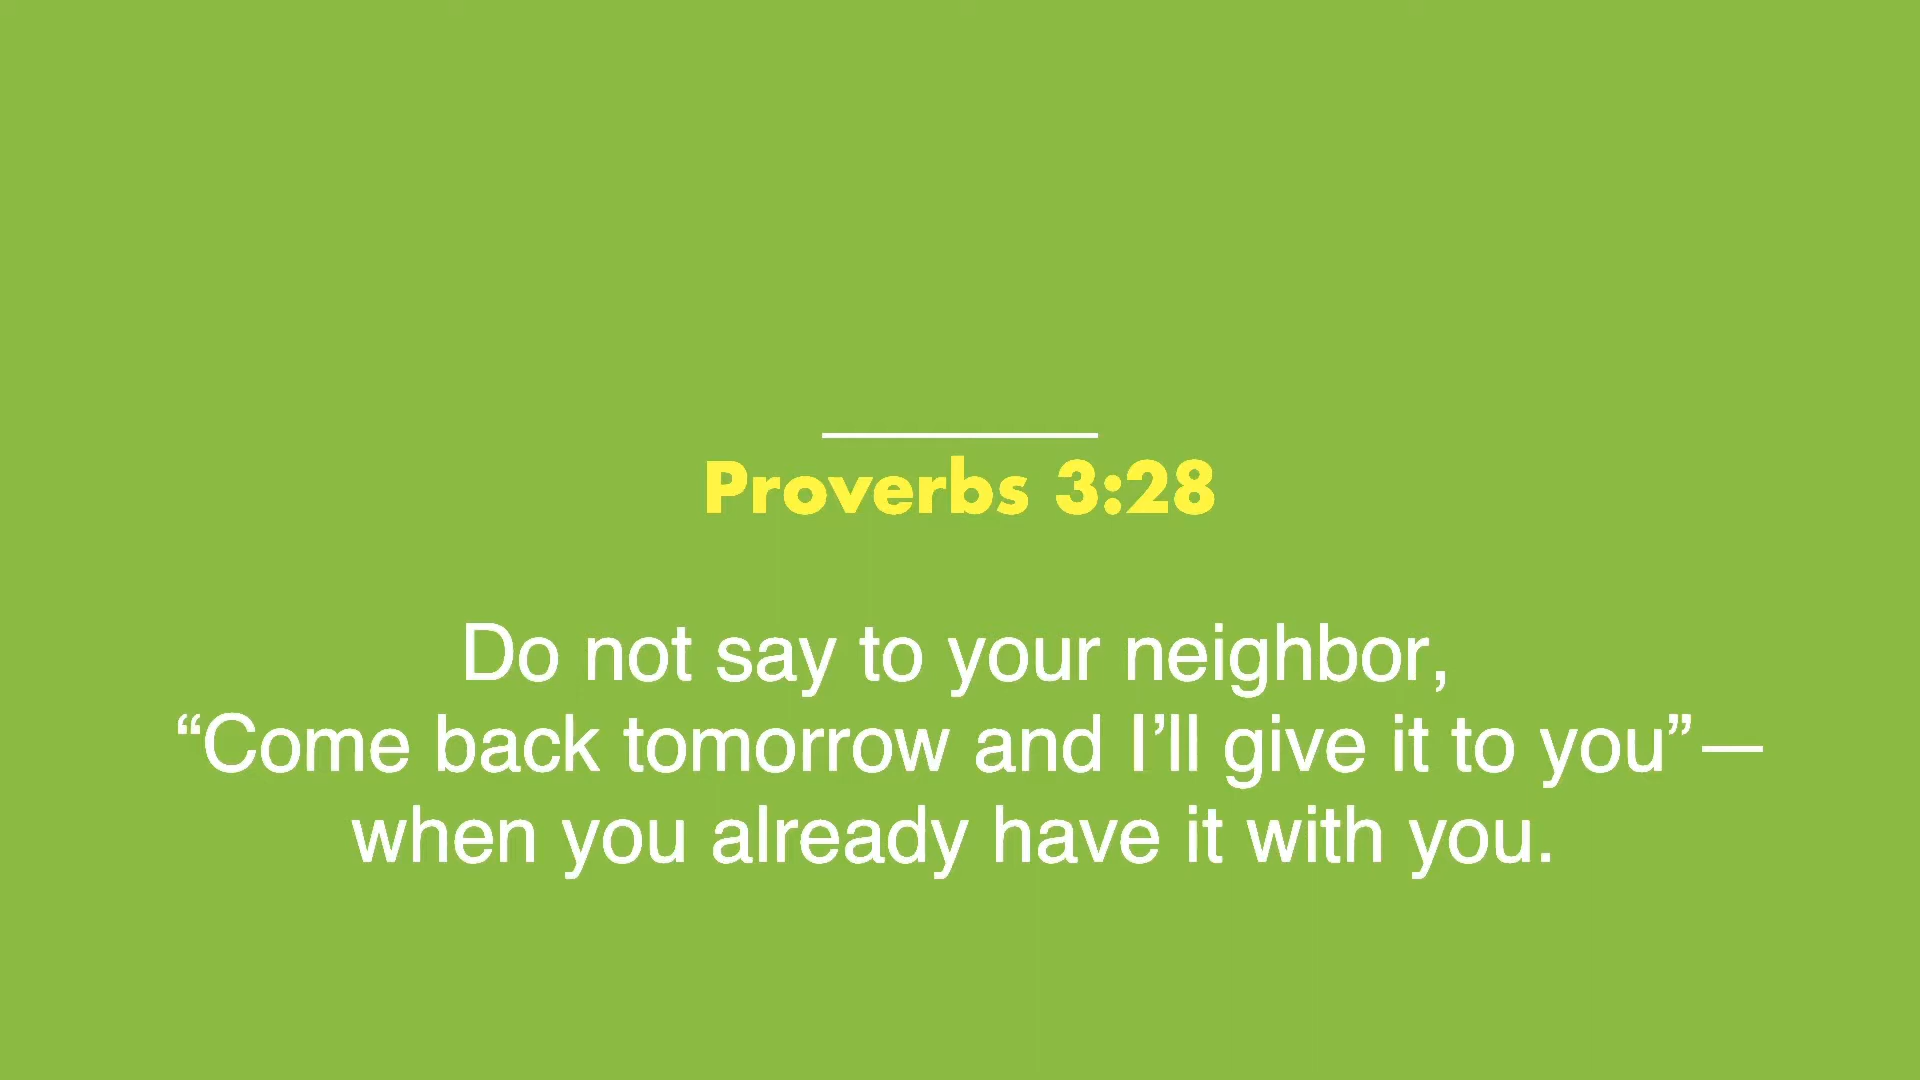 Proverbs 3:28
Do not say to your neighbor,
“Come back tomorrow and I’ll give it to you”—
when you already have it with you.